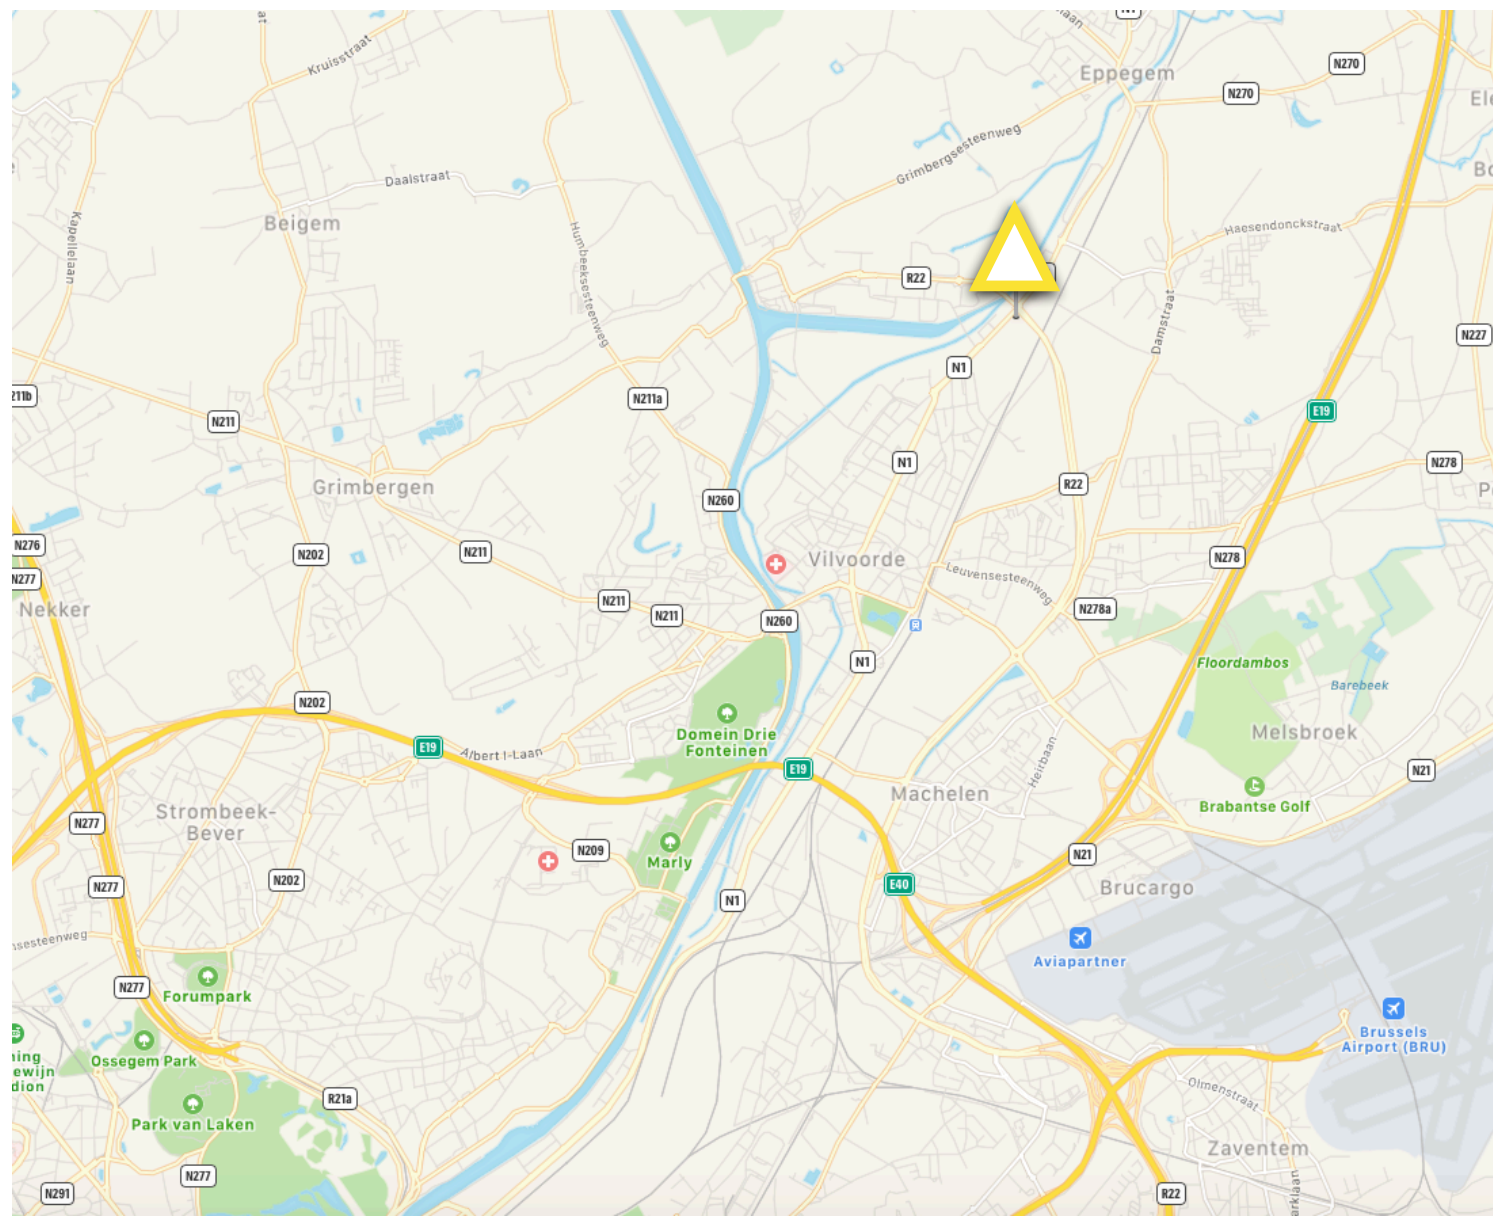 N1
Kruisstraat
N270
Eppegem
N270
Grimbergsesteenweg
Daalstraat
Beigem
Kapellelaan
Humbeeksesteenweg
Haesendonckstraat
R22
Damstraat
N227
N1
211b
N211a
E19
N211
N1
N278
Grimbergen
R22
N260
N276
N202
N211
Vilvoorde
N278
N277
Leuvensesteenweg
Nekker
N211
N211
N260
N278a
N1
Floordambos
Barebeek
N202
Domein Drie
Fonteinen
Melsbroek
E19
Albert I-Laan
E19
Heirbaan
N21
Machelen
Brabantse Golf
Strombeek-
Bever
N277
N209
Marly
N21
N277
N202
E40
Brucargo
N1
Aviapartner
N277
Forumpark
Brussels
Airport (BRU)
Ossegem Park
R21a
Olmenstraat
Park van Laken
Zaventem
N277
N291
R22